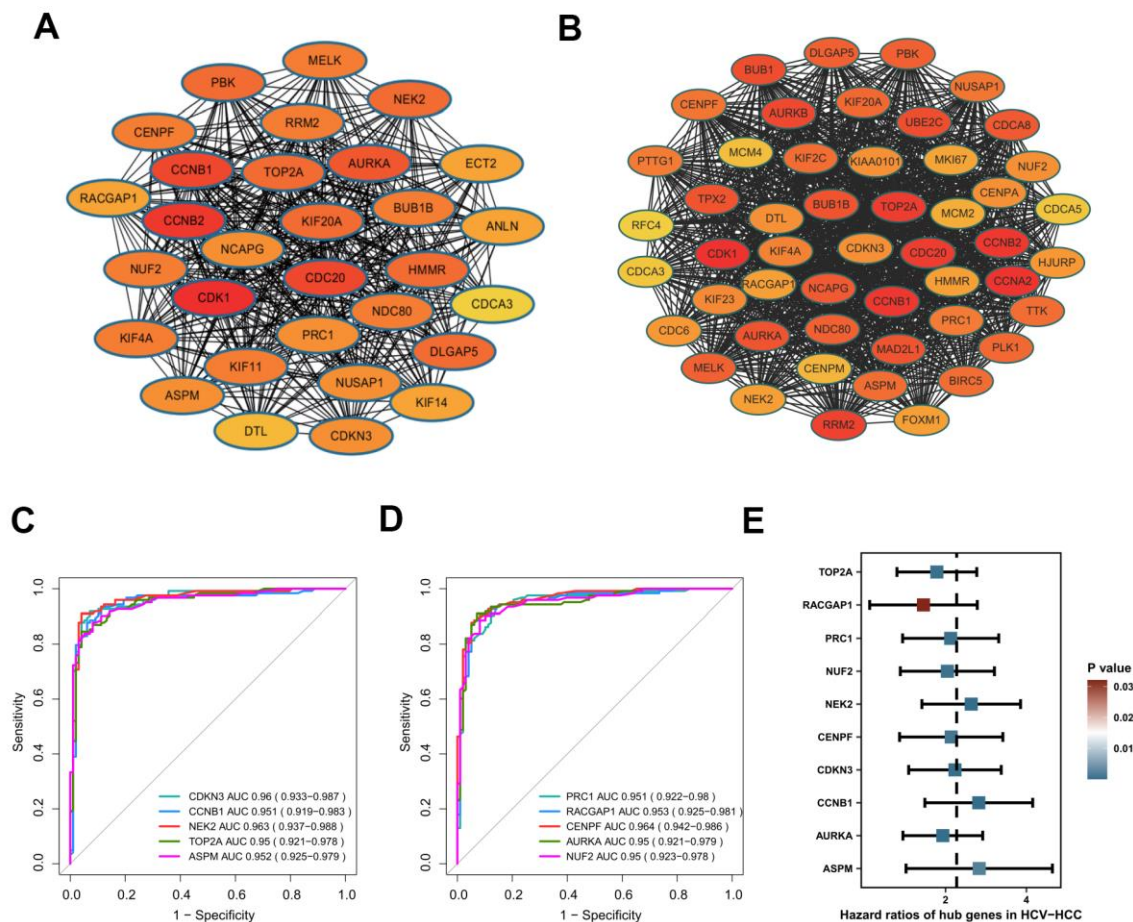 A
MELK
PBK
NEK2
RRM2
CENPF
AURKA
CCNB1
TOP2A
ECT2
RACGAP1
BUB1B
CCNB2
KIF20A
ANLN
NCAPG
NUF2
CDC20
HMMR
CDK1
CDCA3
NDC80
KIF4A
PRC1
DLGAP5
KIF11
NUSAP1
ASPM
KIF14
DTL
CDKN3
B
DLGAP5
PBK
BUB1
NUSAP1
CENPF
KIF20A
AURKB
UBE2C
CDCA8
MCM4
PTTG1
KIF2C
KIAA0101
MKI67
NUF2
CENPA
TPX2
BUB1B
TOP2A
MCM2
CDCA5
RFC4
DTL
CDK1
KIF4A
CDKN3
CDC20
CCNB2
CDCA3
HJURP
RACGAP1
HMMR
CCNA2
KIF23
NCAPG
CCNB1
TTK
CDC6
AURKA
NDC80
PRC1
MAD2L1
PLK1
MELK
CENPM
ASPM
BIRC5
NEK2
RRM2
FOXM1
C
Sensitivity
1.0
0.8
0.6
0.4
0.2
0.0
CDKN3 AUC 0.96 ( 0.933−0.987 )
CCNB1 AUC 0.951 ( 0.919−0.983 )
NEK2 AUC 0.963 ( 0.937−0.988 )
TOP2A AUC 0.95 ( 0.921−0.978 )
ASPM AUC 0.952 ( 0.925−0.979 )
0.0 0.2 0.4 0.6 0.8 1.0
1 − Specificity
D
Sensitivity
1.0
0.8
0.6
0.4
0.2
0.0
PRC1 AUC 0.951 ( 0.922−0.98 )
RACGAP1 AUC 0.953 ( 0.925−0.981 )
CENPF AUC 0.964 ( 0.942−0.986 )
AURKA AUC 0.95 ( 0.921−0.979 )
NUF2 AUC 0.95 ( 0.923−0.978 )
0.0 0.2 0.4 0.6 0.8 1.0
1 − Specificity
E
TOP2A
RACGAP1
PRC1
NUF2
NEK2
CENPF
CDKN3
CCNB1
AURKA
ASPM
2 4
Hazard ratios of hub genes in HCV−HCC
P value
0.03
0.02
0.01